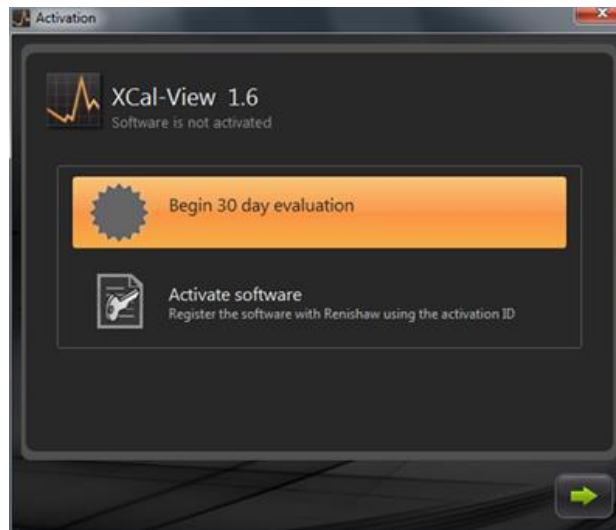 Activation
XCal-View 1.6
Software is not activated
Begin 30 day evaluation
Activate software
Register the software with Renishaw using the activation ID